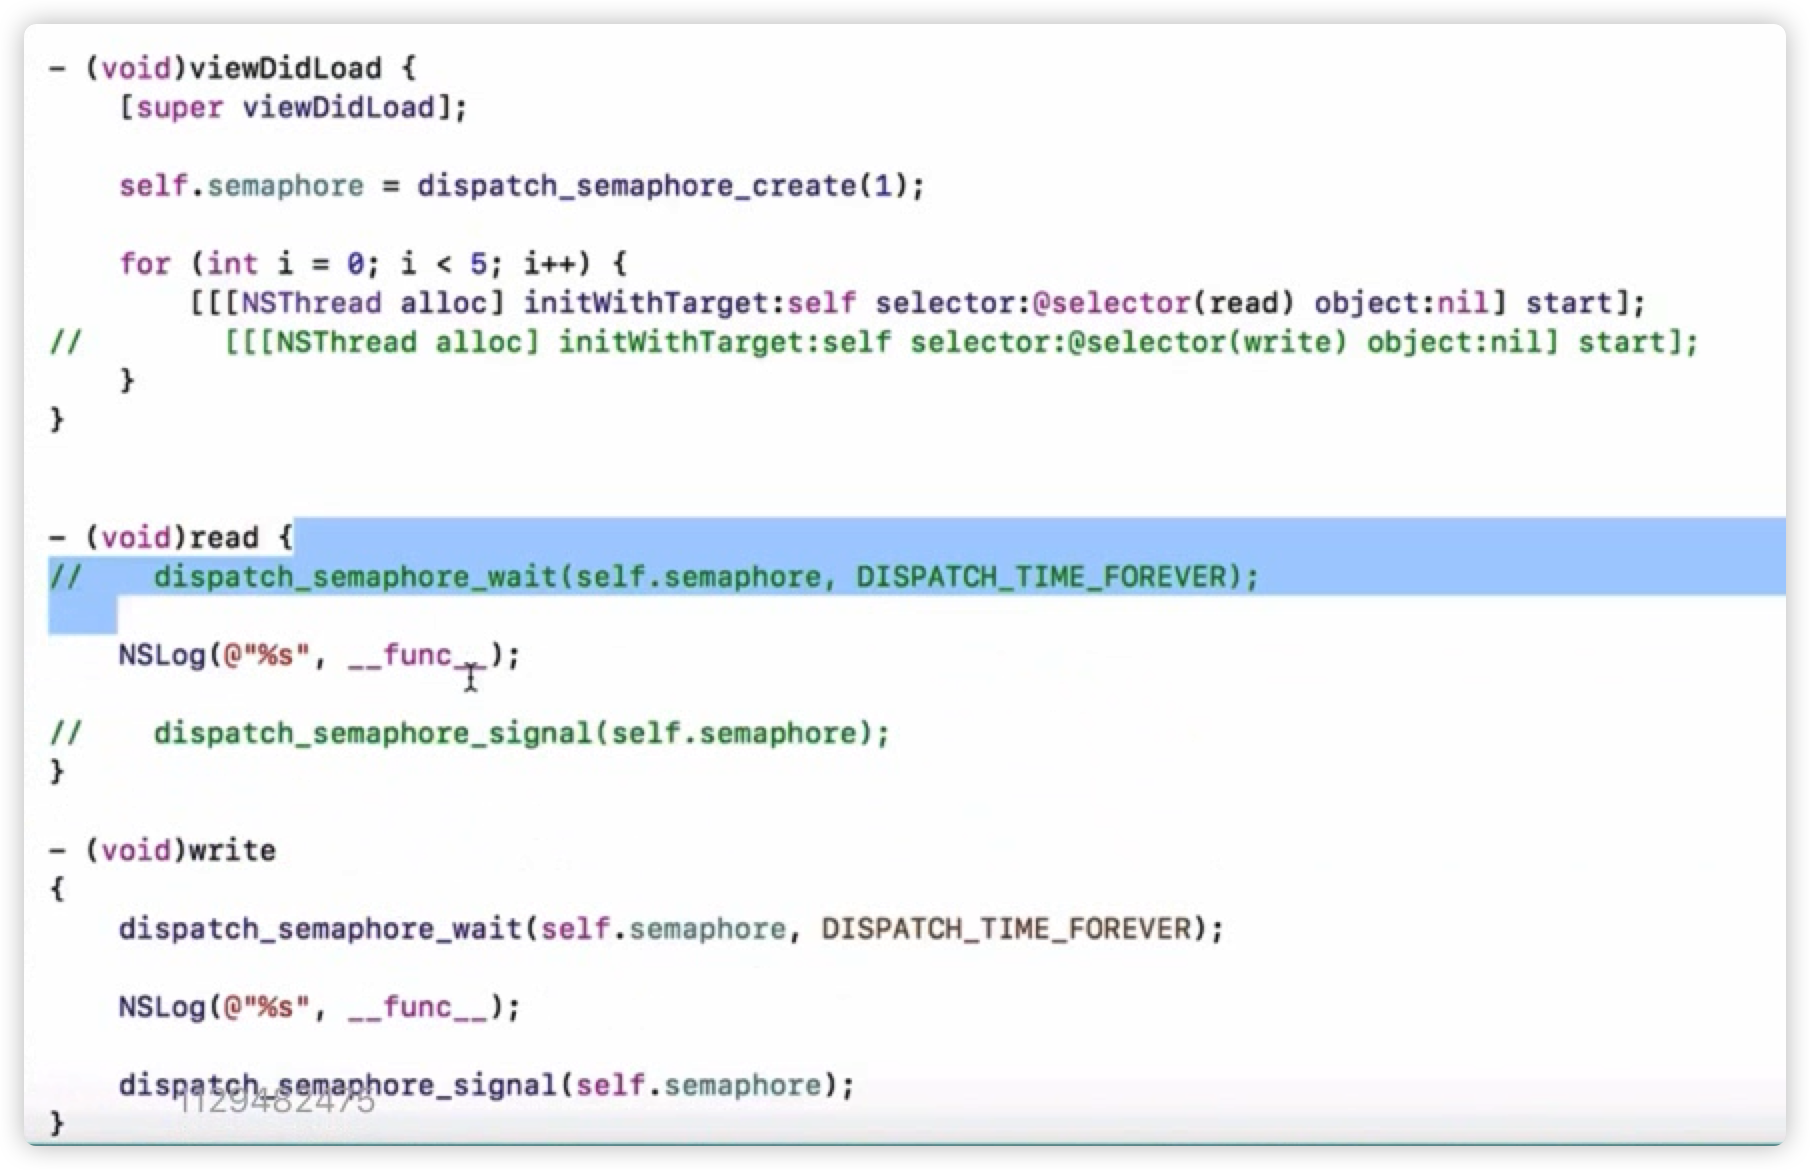 - (void)viewDidLoad {
    [super viewDidLoad];
    self.semaphore = dispatch_semaphore_create(1);
    for (int i = 0; i < 5; i++) {
        [[[NSThread alloc] initWithTarget:self selector:@selector(read) object:nil] start];
//        [[[NSThread alloc] initWithTarget:self selector:@selector(write) object:nil] start];
    }
}
- (void)read {
//    dispatch_semaphore_wait(self.semaphore, DISPATCH_TIME_FOREVER);
    NSLog(@"%s", __func__);
//    dispatch_semaphore_signal(self.semaphore);
}
- (void)write
{
    dispatch_semaphore_wait(self.semaphore, DISPATCH_TIME_FOREVER);
    NSLog(@"%s", __func__);
    dispatch_semaphore_signal(self.semaphore);
1129482475
}